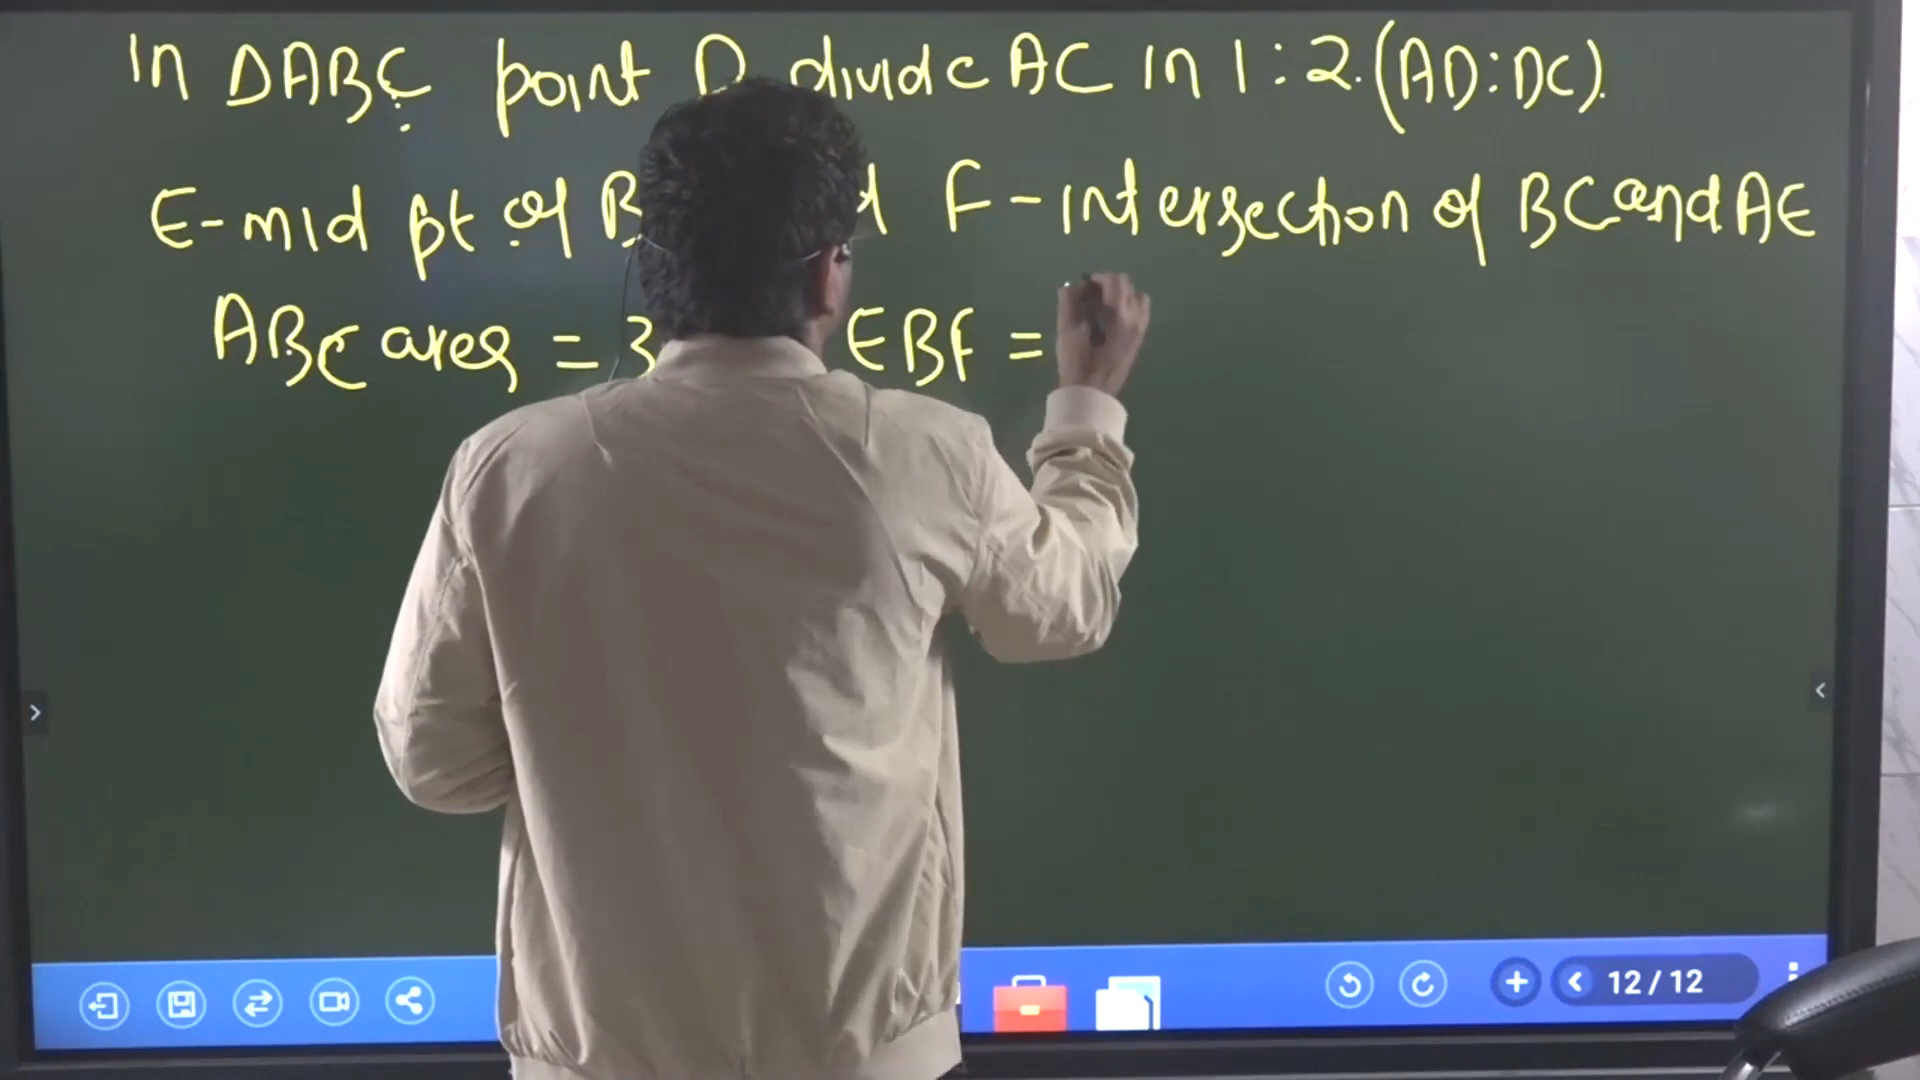 In ΔABC point D divide AC in 1:2. (AD:DC).
E-mid pt of F-intersection of BC and AE
ABC area = 3 EBF =
12/12